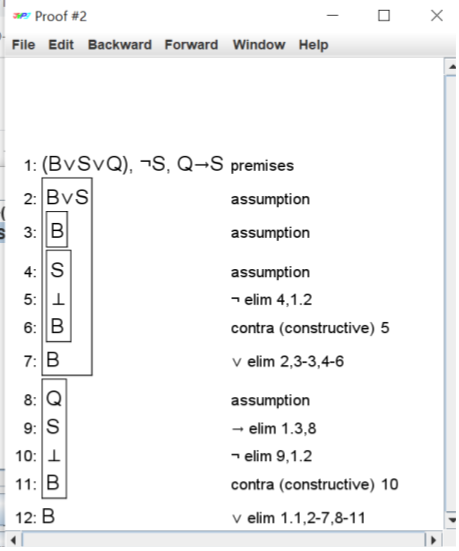 Proof #2
File Edit Backward Forward Window Help
1: (B∨S∨Q), ¬S, Q→S premises
2: B∨S assumption
3: B assumption
4: S assumption
5: ⊥ ¬ elim 4,1.2
6: B contra (constructive) 5
7: B ∨ elim 2,3-3,4-6
8: Q assumption
9: S → elim 1.3,8
10: ⊥ ¬ elim 9,1.2
11: B contra (constructive) 10
12: B ∨ elim 1.1,2-7,8-11